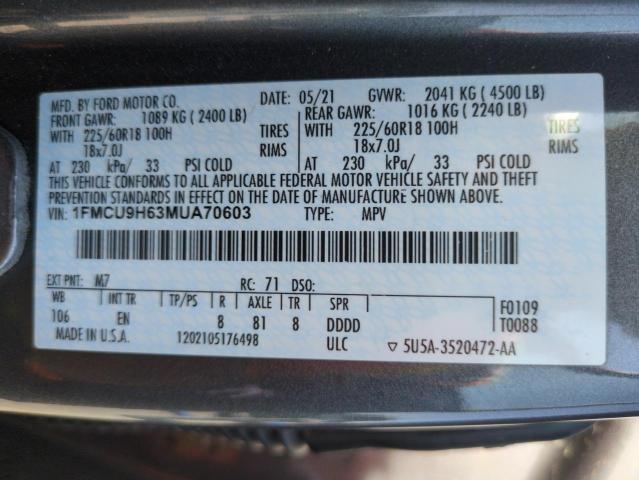 MFD. BY FORD MOTOR CO. DATE: 05/21 GVWR: 2041 KG ( 4500 LB)
FRONT GAWR: 1089 KG ( 2400 LB) REAR GAWR: 1016 KG ( 2240 LB)
WITH 225/60R18 100H TIRES WITH 225/60R18 100H TIRES
18x7.0J RIMS 18x7.0J RIMS
AT 230 kPa/ 33 PSI COLD AT 230 kPa/ 33 PSI COLD
THIS VEHICLE CONFORMS TO ALL APPLICABLE FEDERAL MOTOR VEHICLE SAFETY AND THEFT
PREVENTION STANDARDS IN EFFECT ON THE DATE OF MANUFACTURE SHOWN ABOVE.
VIN: 1FMCU9H63MUA70603 TYPE: MPV
EXT PNT: M7 RC: 71 DSO:
WB INT TR TP/PS R AXLE TR SPR F0109
106 EN 8 81 8 DDDD T0088
MADE IN U.S.A. 1202105176498 ULC ▽ 5U5A-3520472-AA